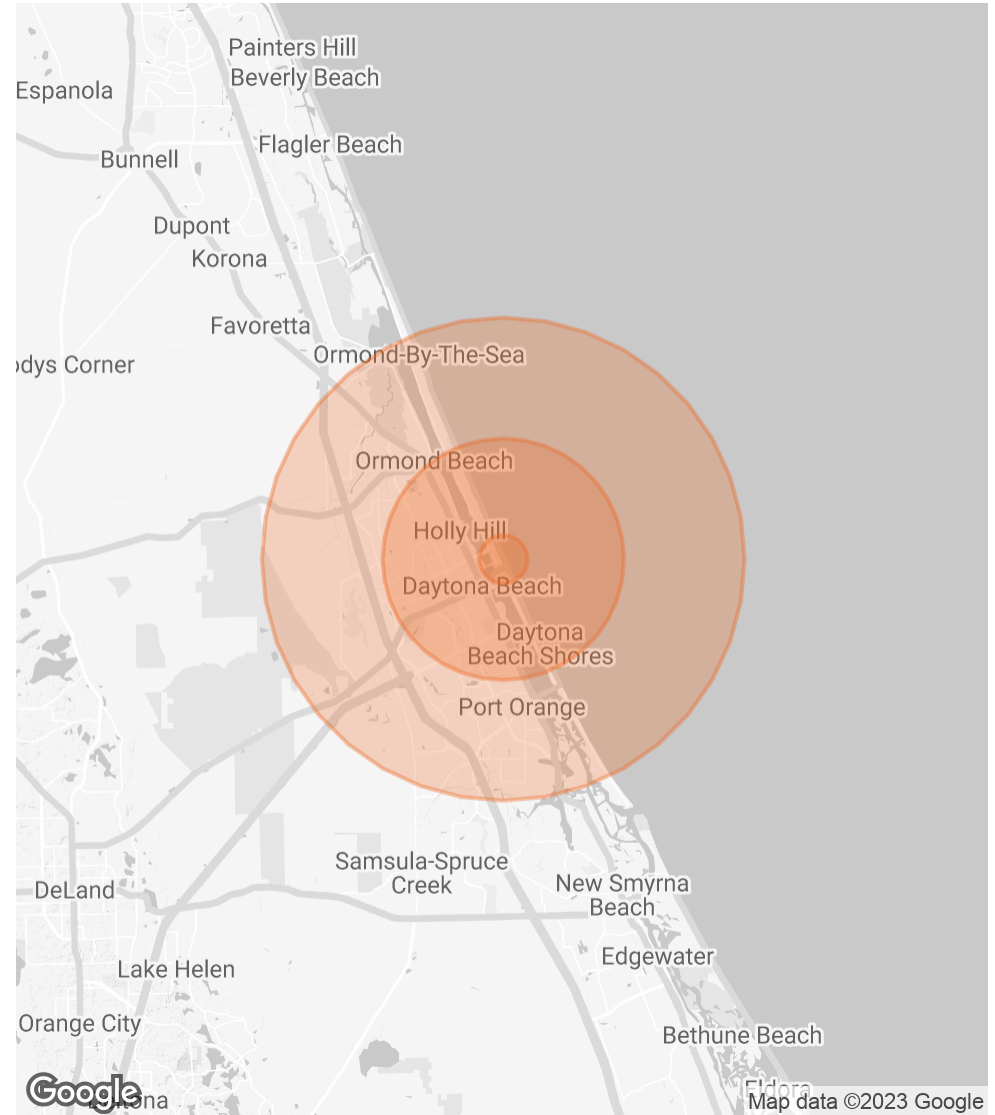 Painters Hill
Beverly Beach
Espanola
Flagler Beach
Bunnell
Dupont
Korona
Favoretta
Ormond-By-The-Sea
odys Corner
Ormond Beach
Holly Hill
Daytona Beach
Daytona
Beach Shores
Port Orange
Samsula-Spruce
Creek
DeLand
New Smyrna
Beach
Edgewater
Lake Helen
Orange City
Bethune Beach
Eldora
Google
Map data ©2023 Google